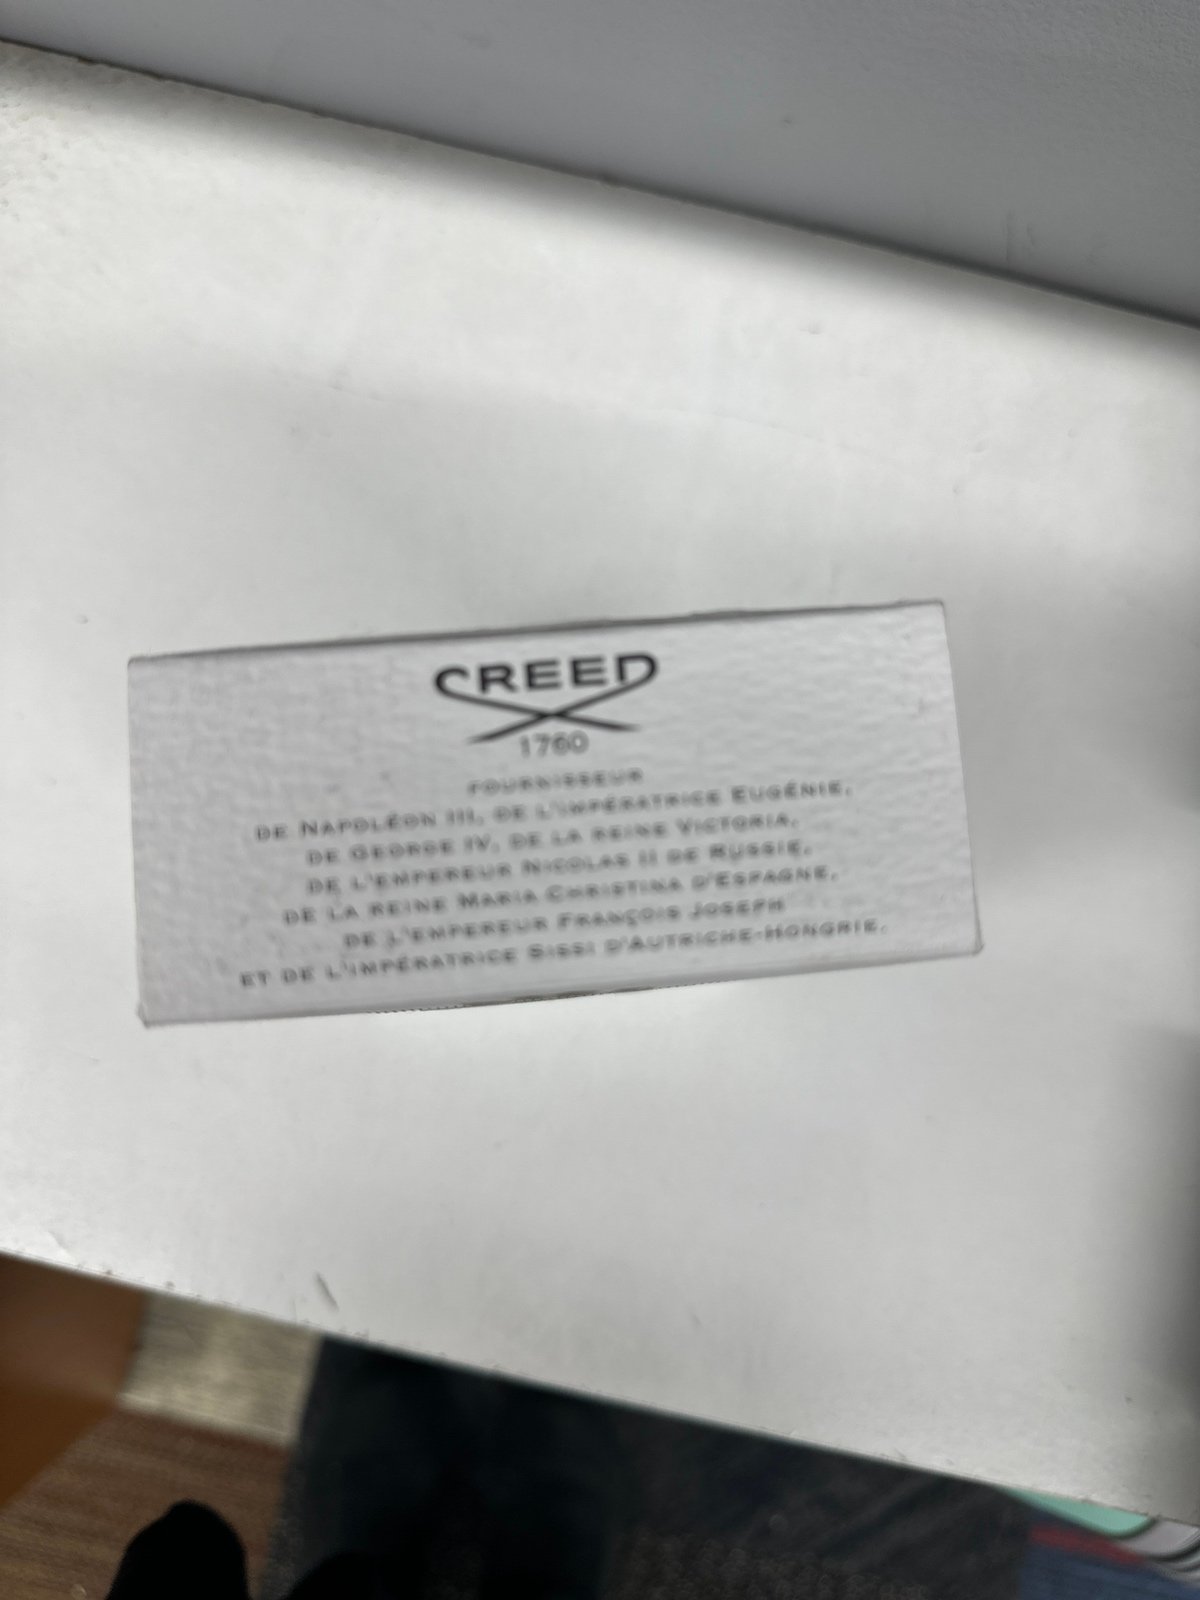 CREED
1760
FOURNISSEUR
DE NAPOLÉON III, DE L'IMPÉRATRICE EUGÉNIE,
DE GEORGE IV, DE LA REINE VICTORIA,
DE L'EMPEREUR NICOLAS II DE RUSSIE,
DE LA REINE MARIA CHRISTINA D'ESPAGNE,
DE L'EMPEREUR FRANÇOIS JOSEPH
ET DE L'IMPÉRATRICE SISSI D'AUTRICHE-HONGRIE.